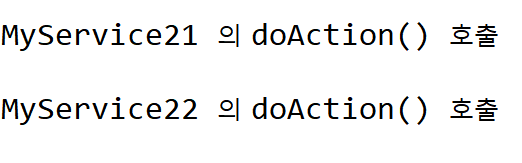 MyService21 의 doAction() 호출
MyService22 의 doAction() 호출